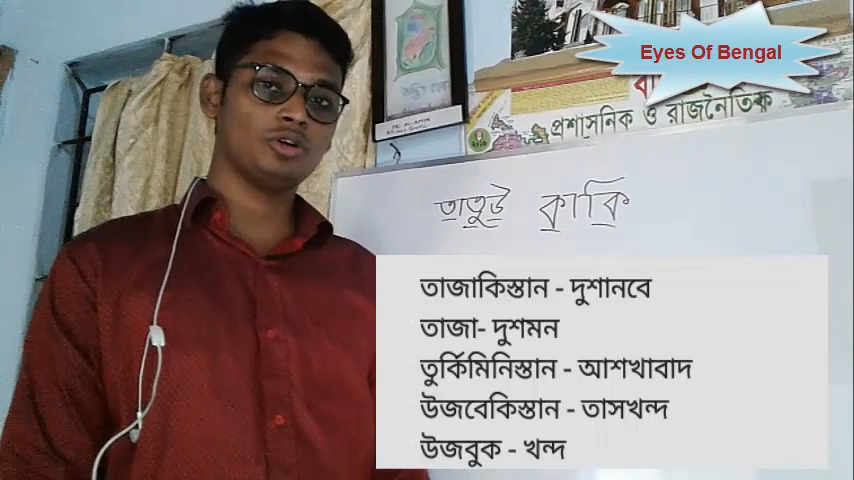 Eyes Of Bengal
প্রশাসনিক ও রাজনৈতিক
তাতুউ কাকি
তাজাকিস্তান - দুশানবে
তাজা- দুশমন
তুর্কিমিনিস্তান - আশখাবাদ
উজবেকিস্তান - তাসখন্দ
উজবুক - খন্দ